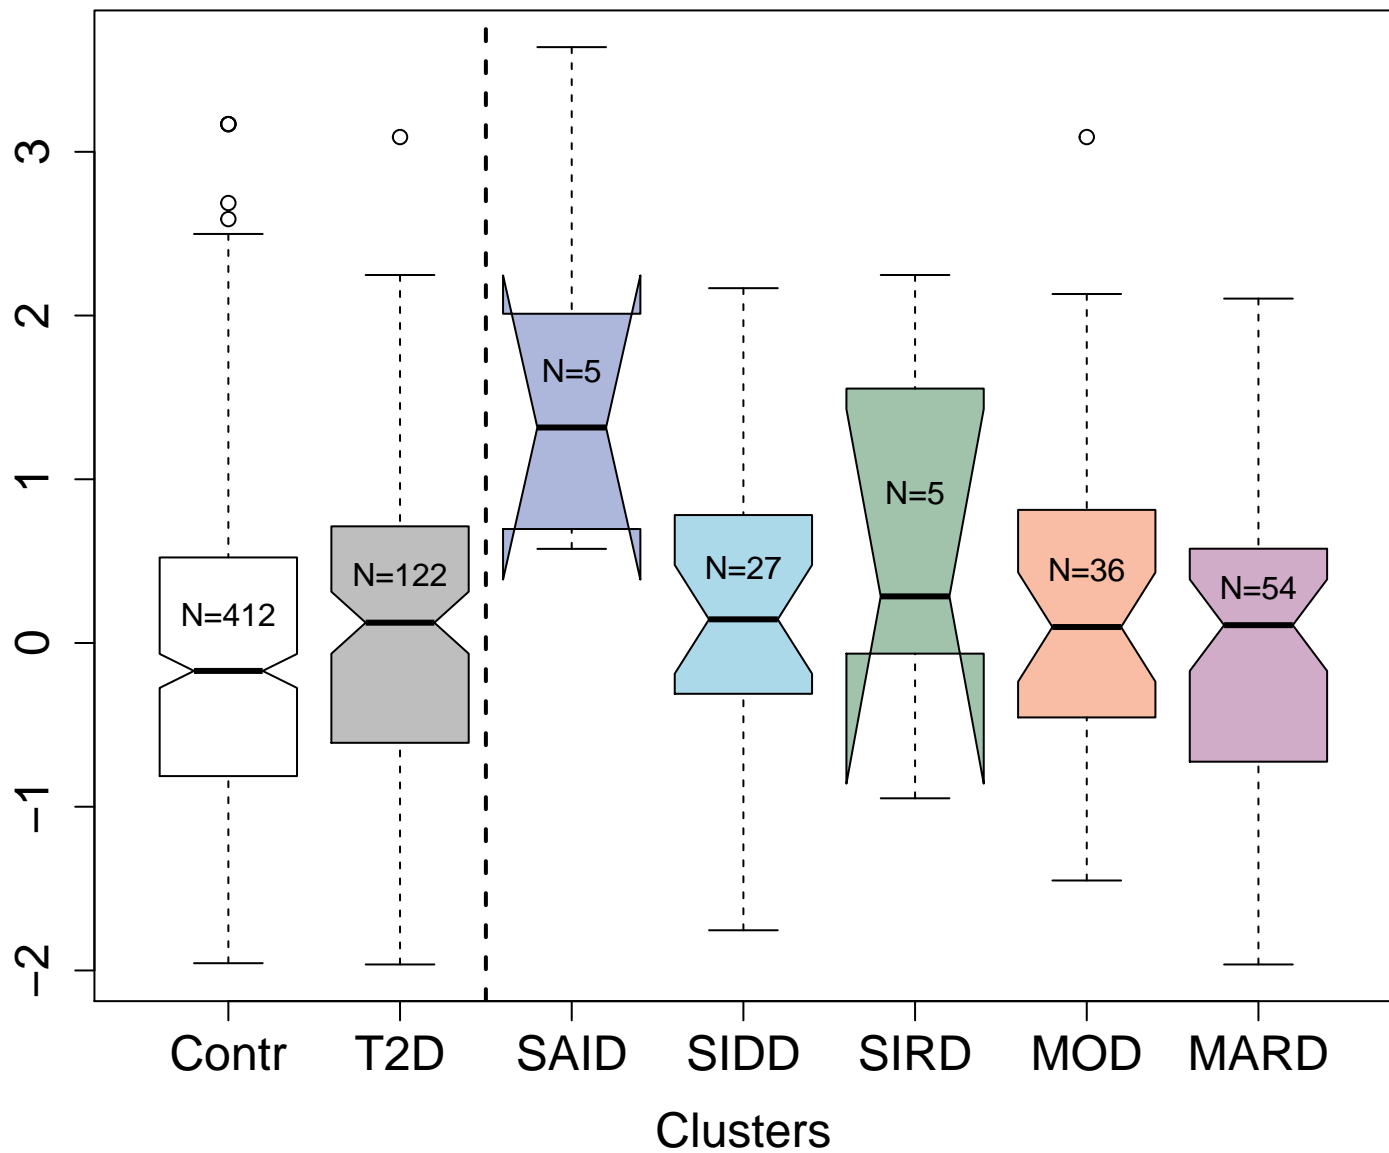 3
2
1
0
−1
−2
N=412
N=122
N=5
N=27
N=5
N=36
N=54
Contr T2D SAID SIDD SIRD MOD MARD
Clusters